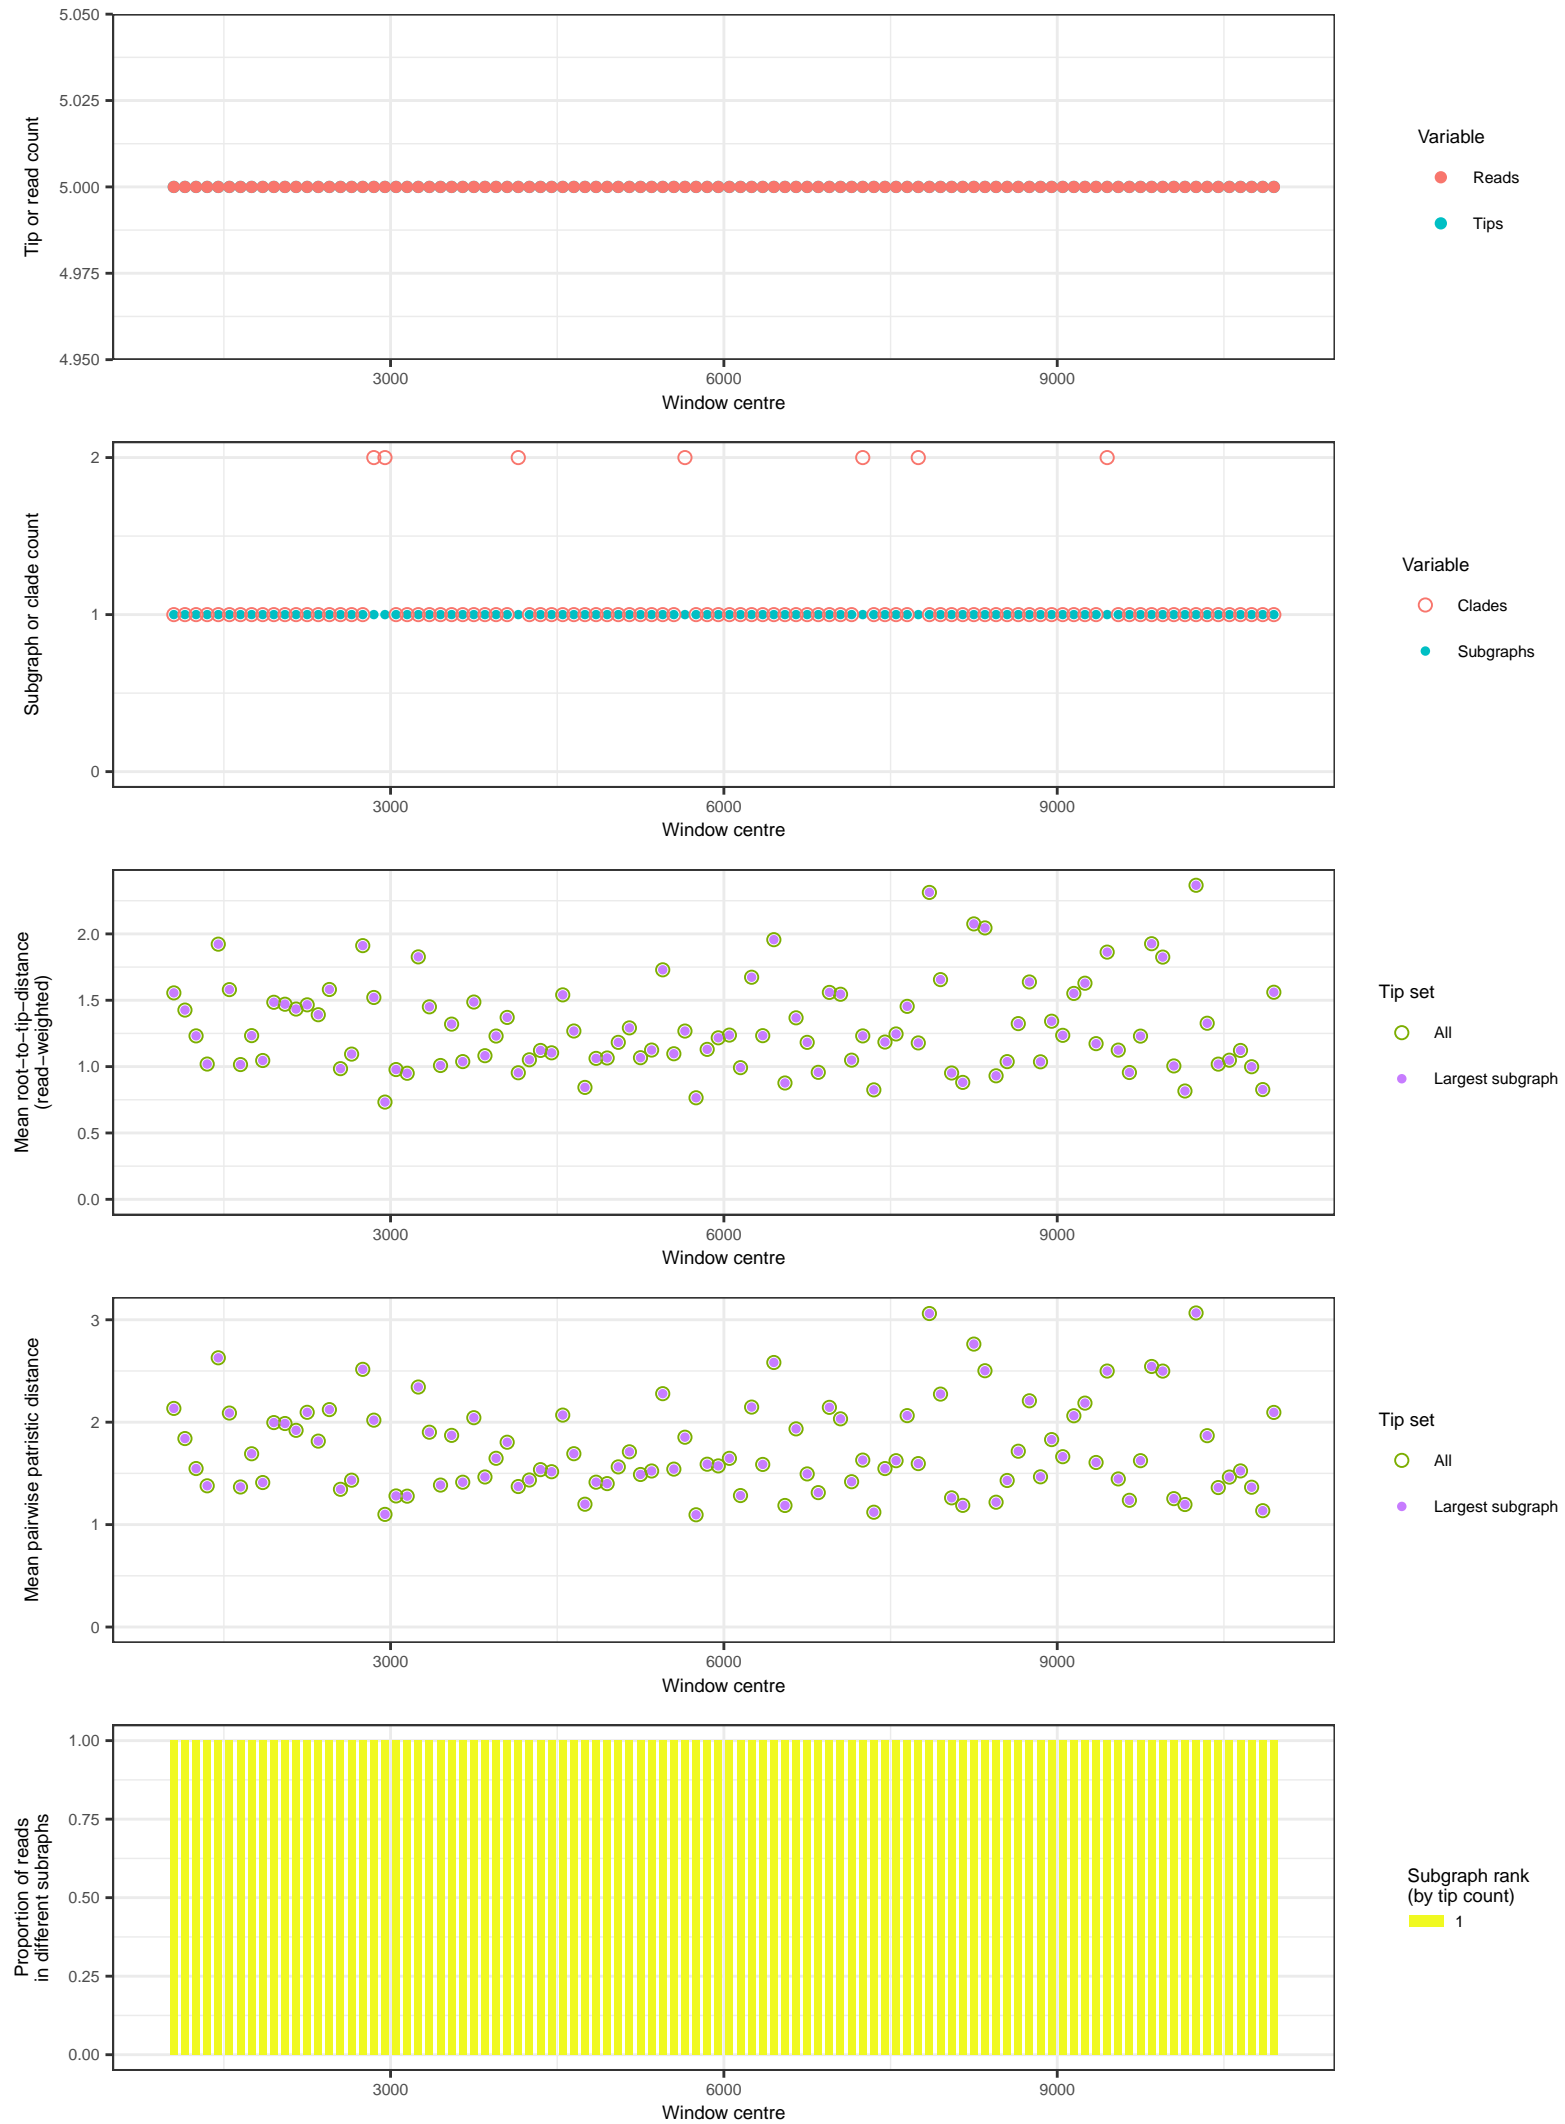 5.050
5.025
5.000
4.975
4.950
Tip or read count
3000
6000
9000
Window centre
Variable
Reads
Tips
2
1
0
Subgraph or clade count
3000
6000
9000
Window centre
Variable
Clades
Subgraphs
2.0
1.5
1.0
0.5
0.0
Mean root−to−tip−distance
(read−weighted)
3000
6000
9000
Window centre
Tip set
All
Largest subgraph
3
2
1
0
Mean pairwise patristic distance
3000
6000
9000
Window centre
Tip set
All
Largest subgraph
1.00
0.75
0.50
0.25
0.00
Proportion of reads
in different subraphs
3000
6000
9000
Window centre
Subgraph rank
(by tip count)
1